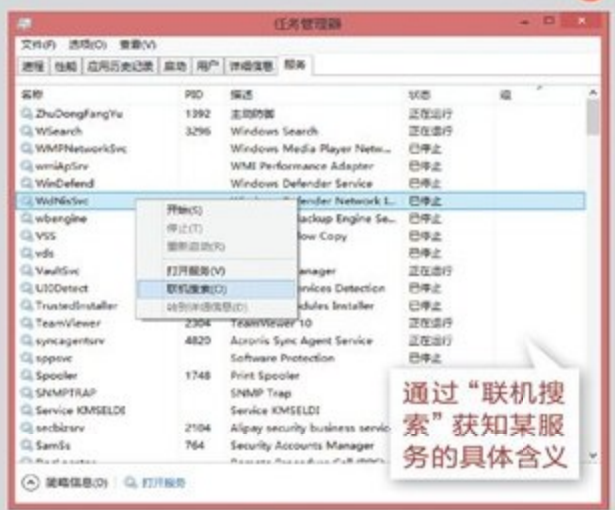 任务管理器
文件(F) 选项(O) 查看(V)
进程 性能 应用历史记录 启动 用户 详细信息 服务
名称 PID 描述 状态 组
ZhuDongFangYu 1392 主动防御 正在运行
WSearch 3296 Windows Search 正在运行
WMPNetworkSvc Windows Media Player Netw... 已停止
wmiApSrv WMI Performance Adapter 已停止
WinDefend Windows Defender Service 已停止
WdNisSvc ender Network I... 已停止
wbengine ackup Engine Se... 已停止
VSS ow Copy 已停止
vds 已停止
VaultSvc anager 正在运行
UI0Detect rvices Detection 已停止
TrustedInstaller dules Installer 已停止
TeamViewer 2304 TeamViewer 10 正在运行
syncagentsrv 4820 Acronis Sync Agent Service 正在运行
sppsvc Software Protection 已停止
Spooler 1748 Print Spooler
SNMPTRAP SNMP Trap
Service KMSELDI Service KMSELDI
secbizsrv 2104 Alipay security business servic
SamSs 764 Security Accounts Manager
开始(S)
停止(T)
重新启动(R)
打开服务(V)
联机搜索(O)
转到详细信息(D)
通过“联机搜
索”获知某服
务的具体含义
简略信息(D) 打开服务